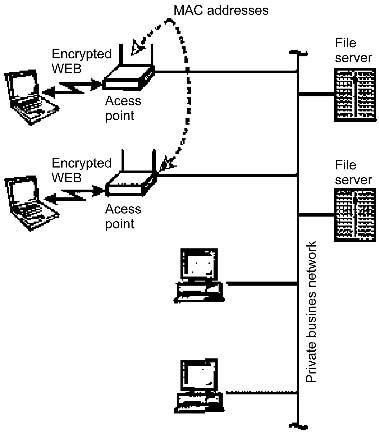 MAC addresses
Encrypted
WEB
Acess
point
File
server
Encrypted
WEB
Acess
point
File
server
Private busines network